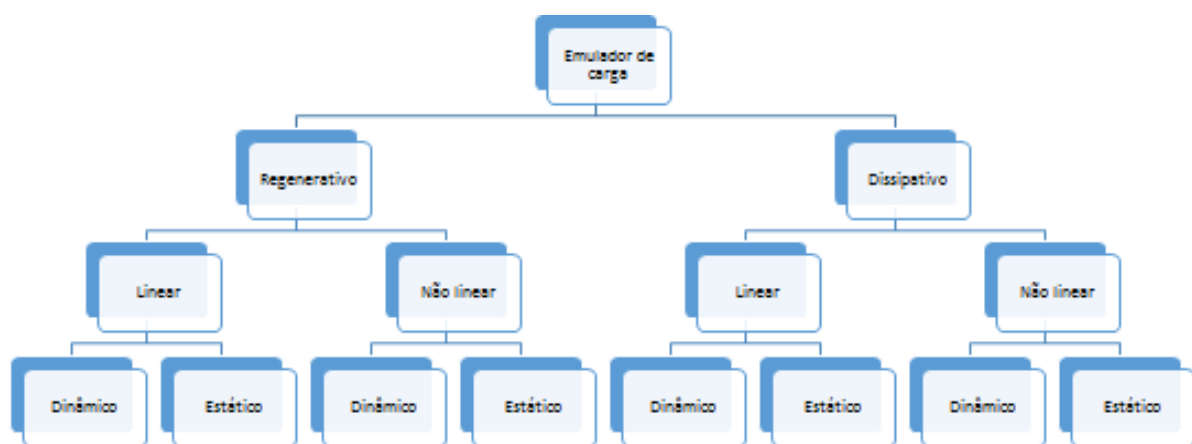 Emulador de
carga
Regenerativo
Dissipativo
Linear
Não linear
Linear
Não linear
Dinâmico
Estático
Dinâmico
Estático
Dinâmico
Estático
Dinâmico
Estático